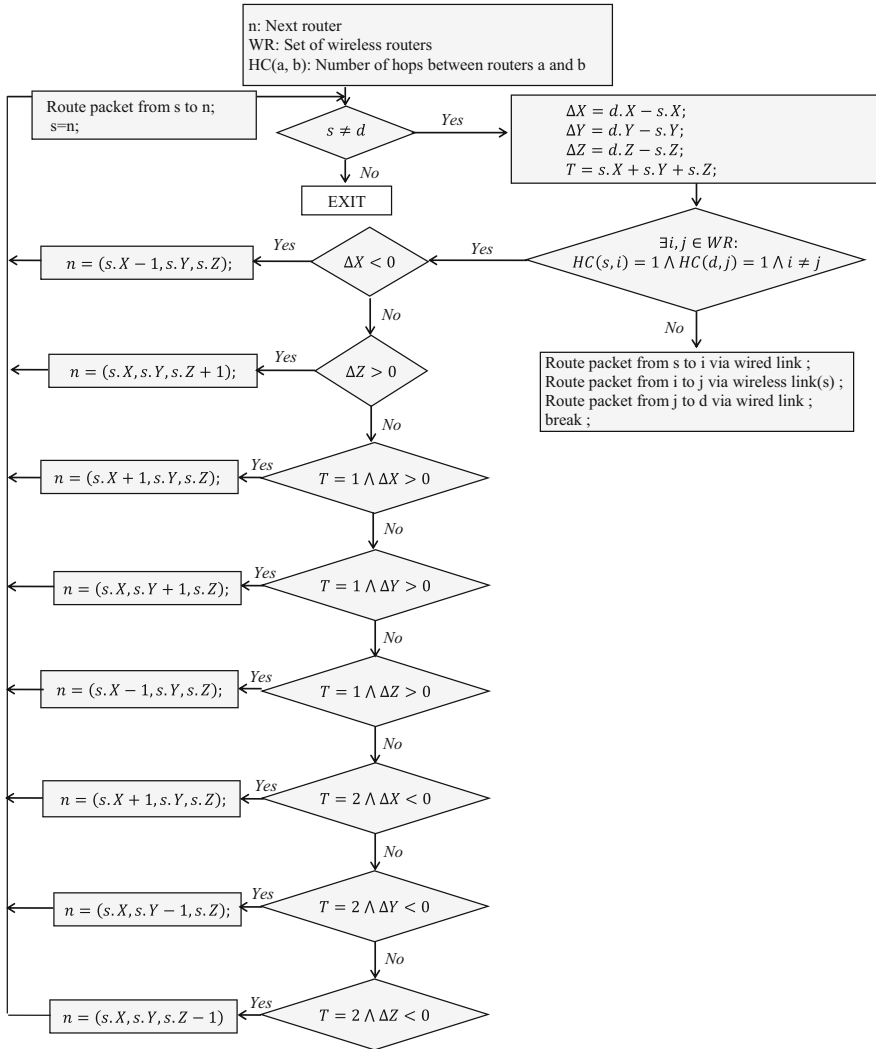 n: Next router
WR: Set of wireless routers
HC(a, b): Number of hops between routers a and b
Route packet from s to n;
s=n;
s ≠ d
Yes
ΔX = d.X − s.X;
ΔY = d.Y − s.Y;
ΔZ = d.Z − s.Z;
T = s.X + s.Y + s.Z;
No
EXIT
n = (s.X − 1, s.Y, s.Z);
Yes
ΔX < 0
Yes
∃i, j ∈ WR:
HC(s, i) = 1 ⋀ HC(d, j) = 1 ⋀ i ≠ j
No
No
n = (s.X, s.Y, s.Z + 1);
Yes
ΔZ > 0
Route packet from s to i via wired link ;
Route packet from i to j via wireless link(s) ;
Route packet from j to d via wired link ;
break ;
No
n = (s.X + 1, s.Y, s.Z);
Yes
T = 1 ⋀ ΔX > 0
No
n = (s.X, s.Y + 1, s.Z);
Yes
T = 1 ⋀ ΔY > 0
No
n = (s.X − 1, s.Y, s.Z);
Yes
T = 1 ⋀ ΔZ > 0
No
n = (s.X + 1, s.Y, s.Z);
Yes
T = 2 ⋀ ΔX < 0
No
n = (s.X, s.Y − 1, s.Z);
Yes
T = 2 ⋀ ΔY < 0
No
n = (s.X, s.Y, s.Z − 1)
Yes
T = 2 ⋀ ΔZ < 0